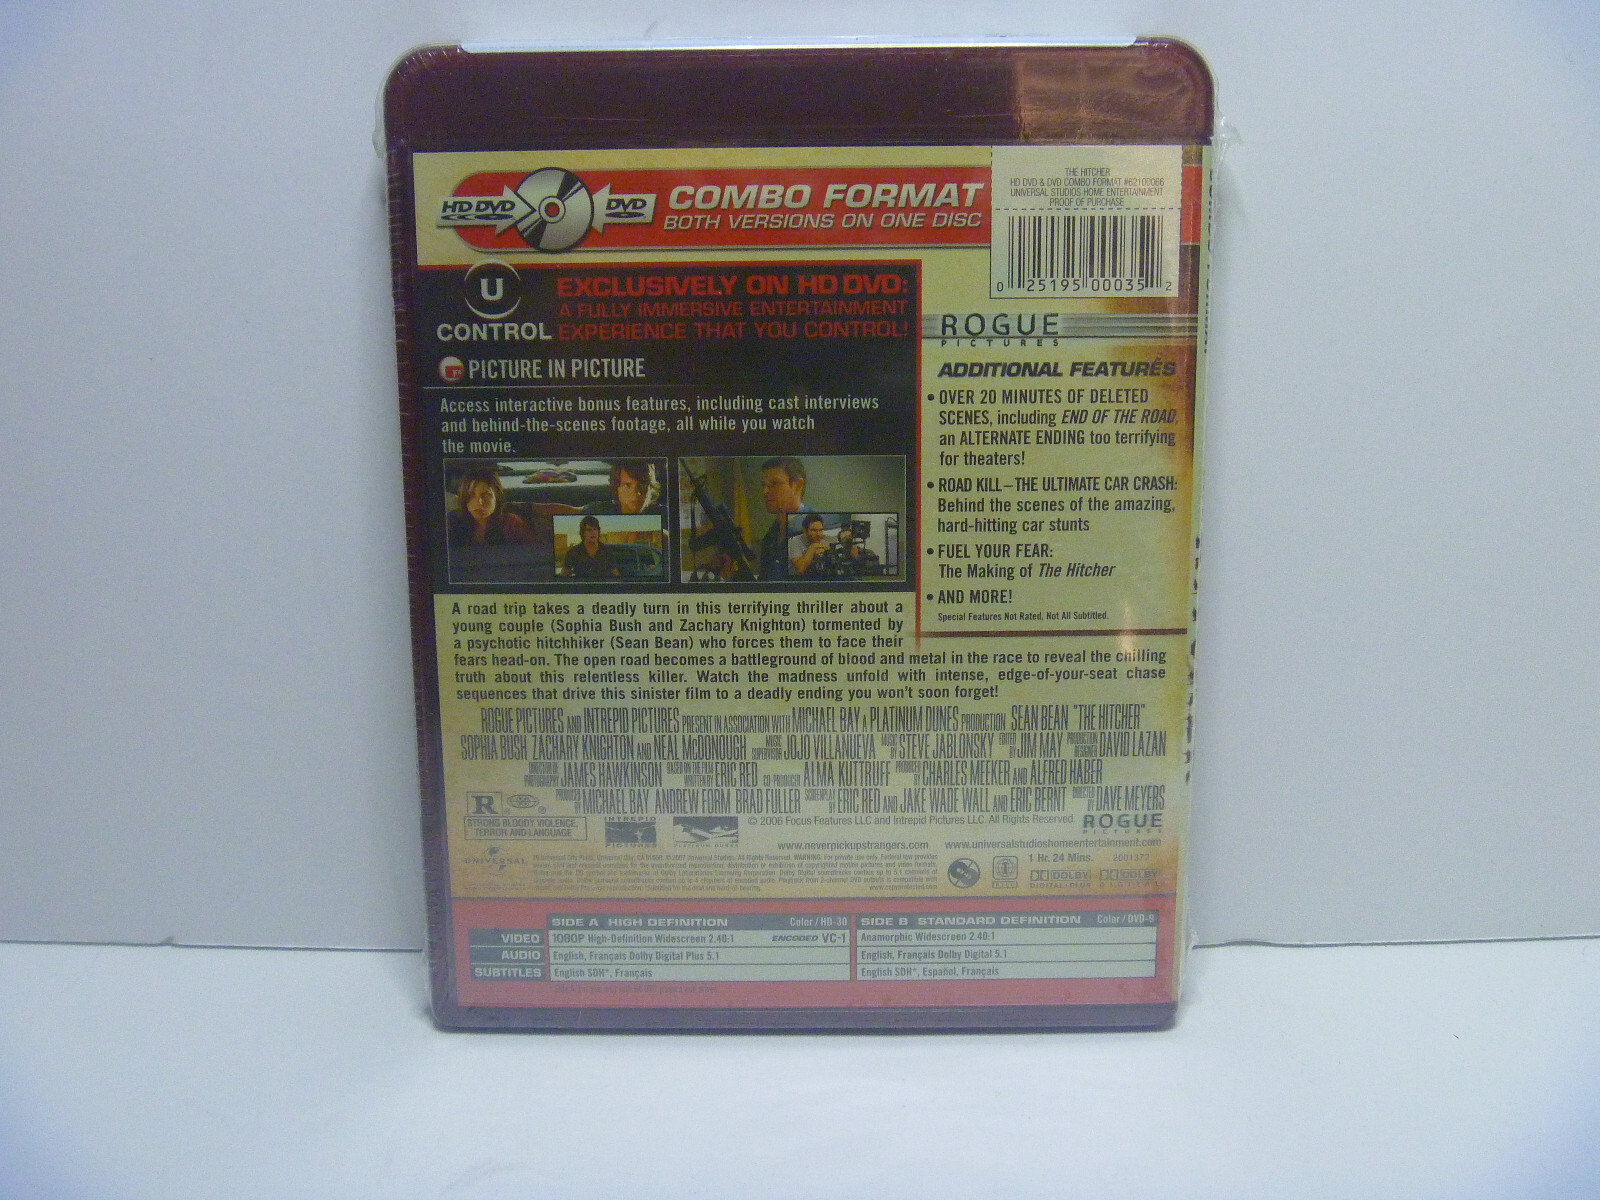 HD DVD
DVD
COMBO FORMAT
BOTH VERSIONS ON ONE DISC
THE HITCHER
HD DVD & DVD COMBO FORMAT #62100086
UNIVERSAL STUDIOS HOME ENTERTAINMENT
PROOF OF PURCHASE
0 25195 00035 2
U
CONTROL
EXCLUSIVELY ON HD DVD:
A FULLY IMMERSIVE ENTERTAINMENT
EXPERIENCE THAT YOU CONTROL!
PICTURE IN PICTURE
Access interactive bonus features, including cast interviews
and behind-the-scenes footage, all while you watch
the movie.
ROGUE
PICTURES
ADDITIONAL FEATURES
• OVER 20 MINUTES OF DELETED
SCENES, including END OF THE ROAD,
an ALTERNATE ENDING too terrifying
for theaters!
• ROAD KILL – THE ULTIMATE CAR CRASH:
Behind the scenes of the amazing,
hard-hitting car stunts
• FUEL YOUR FEAR:
The Making of The Hitcher
• AND MORE!
Special Features Not Rated, Not All Subtitled.
A road trip takes a deadly turn in this terrifying thriller about a
young couple (Sophia Bush and Zachary Knighton) tormented by
a psychotic hitchhiker (Sean Bean) who forces them to face their
fears head-on. The open road becomes a battleground of blood and metal in the race to reveal the chilling
truth about this relentless killer. Watch the madness unfold with intense, edge-of-your-seat chase
sequences that drive this sinister film to a deadly ending you won't soon forget!
ROGUE PICTURES AND INTREPID PICTURES PRESENT IN ASSOCIATION WITH MICHAEL BAY A PLATINUM DUNES PRODUCTION SEAN BEAN "THE HITCHER"
SOPHIA BUSH ZACHARY KNIGHTON AND NEAL McDONOUGH MUSIC SUPERVISOR JOJO VILLANUEVA MUSIC BY STEVE JABLONSKY EDITED BY JIM MAY PRODUCTION DESIGNER DAVID LAZAN
DIRECTOR OF PHOTOGRAPHY JAMES HAWKINSON BASED ON THE FILM WRITTEN BY ERIC RED CO-PRODUCER ALMA KUTTRUFF PRODUCED BY CHARLES MEEKER AND ALFRED HABER
PRODUCED BY MICHAEL BAY ANDREW FORM BRAD FULLER SCREENPLAY BY ERIC RED AND JAKE WADE WALL AND ERIC BERNT DIRECTED BY DAVE MEYERS
R
STRONG BLOODY VIOLENCE,
TERROR AND LANGUAGE
INTREPID
PICTURES
PLATINUM DUNES
© 2006 Focus Features LLC and Intrepid Pictures LLC. All Rights Reserved.
ROGUE
PICTURES
www.neverpickupstrangers.com
www.universalstudioshomeentertainment.com
UNIVERSAL
1 Hr. 24 Mins.
DOLBY
DIGITAL PLUS
DOLBY
DIGITAL
www.copyprotected.com
SIDE A HIGH DEFINITION Color / HD-30
SIDE B STANDARD DEFINITION Color / DVD-9
VIDEO 1080P High-Definition Widescreen 2.40:1 ENCODED VC-1
Anamorphic Widescreen 2.40:1
AUDIO English, Français Dolby Digital Plus 5.1
English, Français Dolby Digital 5.1
SUBTITLES English SDH*, Français
English SDH*, Español, Français